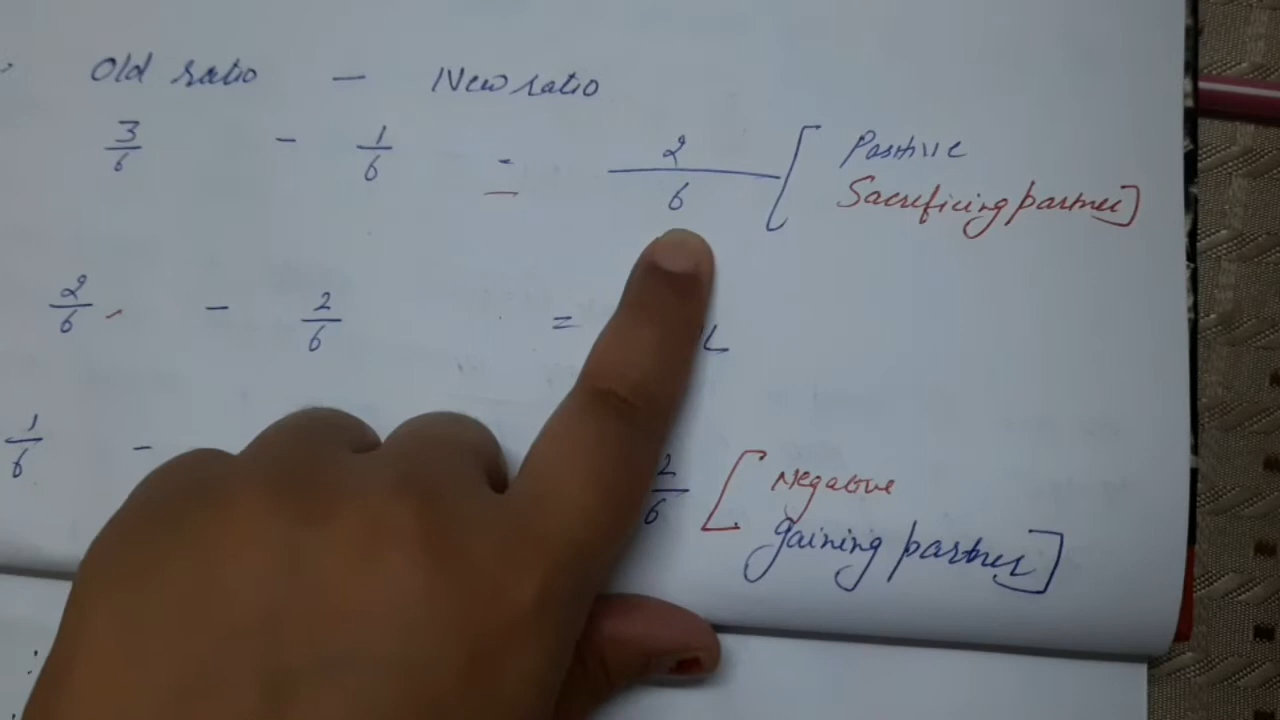 Old ratio - New ratio
3/6 - 1/6 = 2/6 [Positive
Sacrificing partner]
2/6 - 2/6 =
1/6 -
2/6 [Negative
gaining partner]